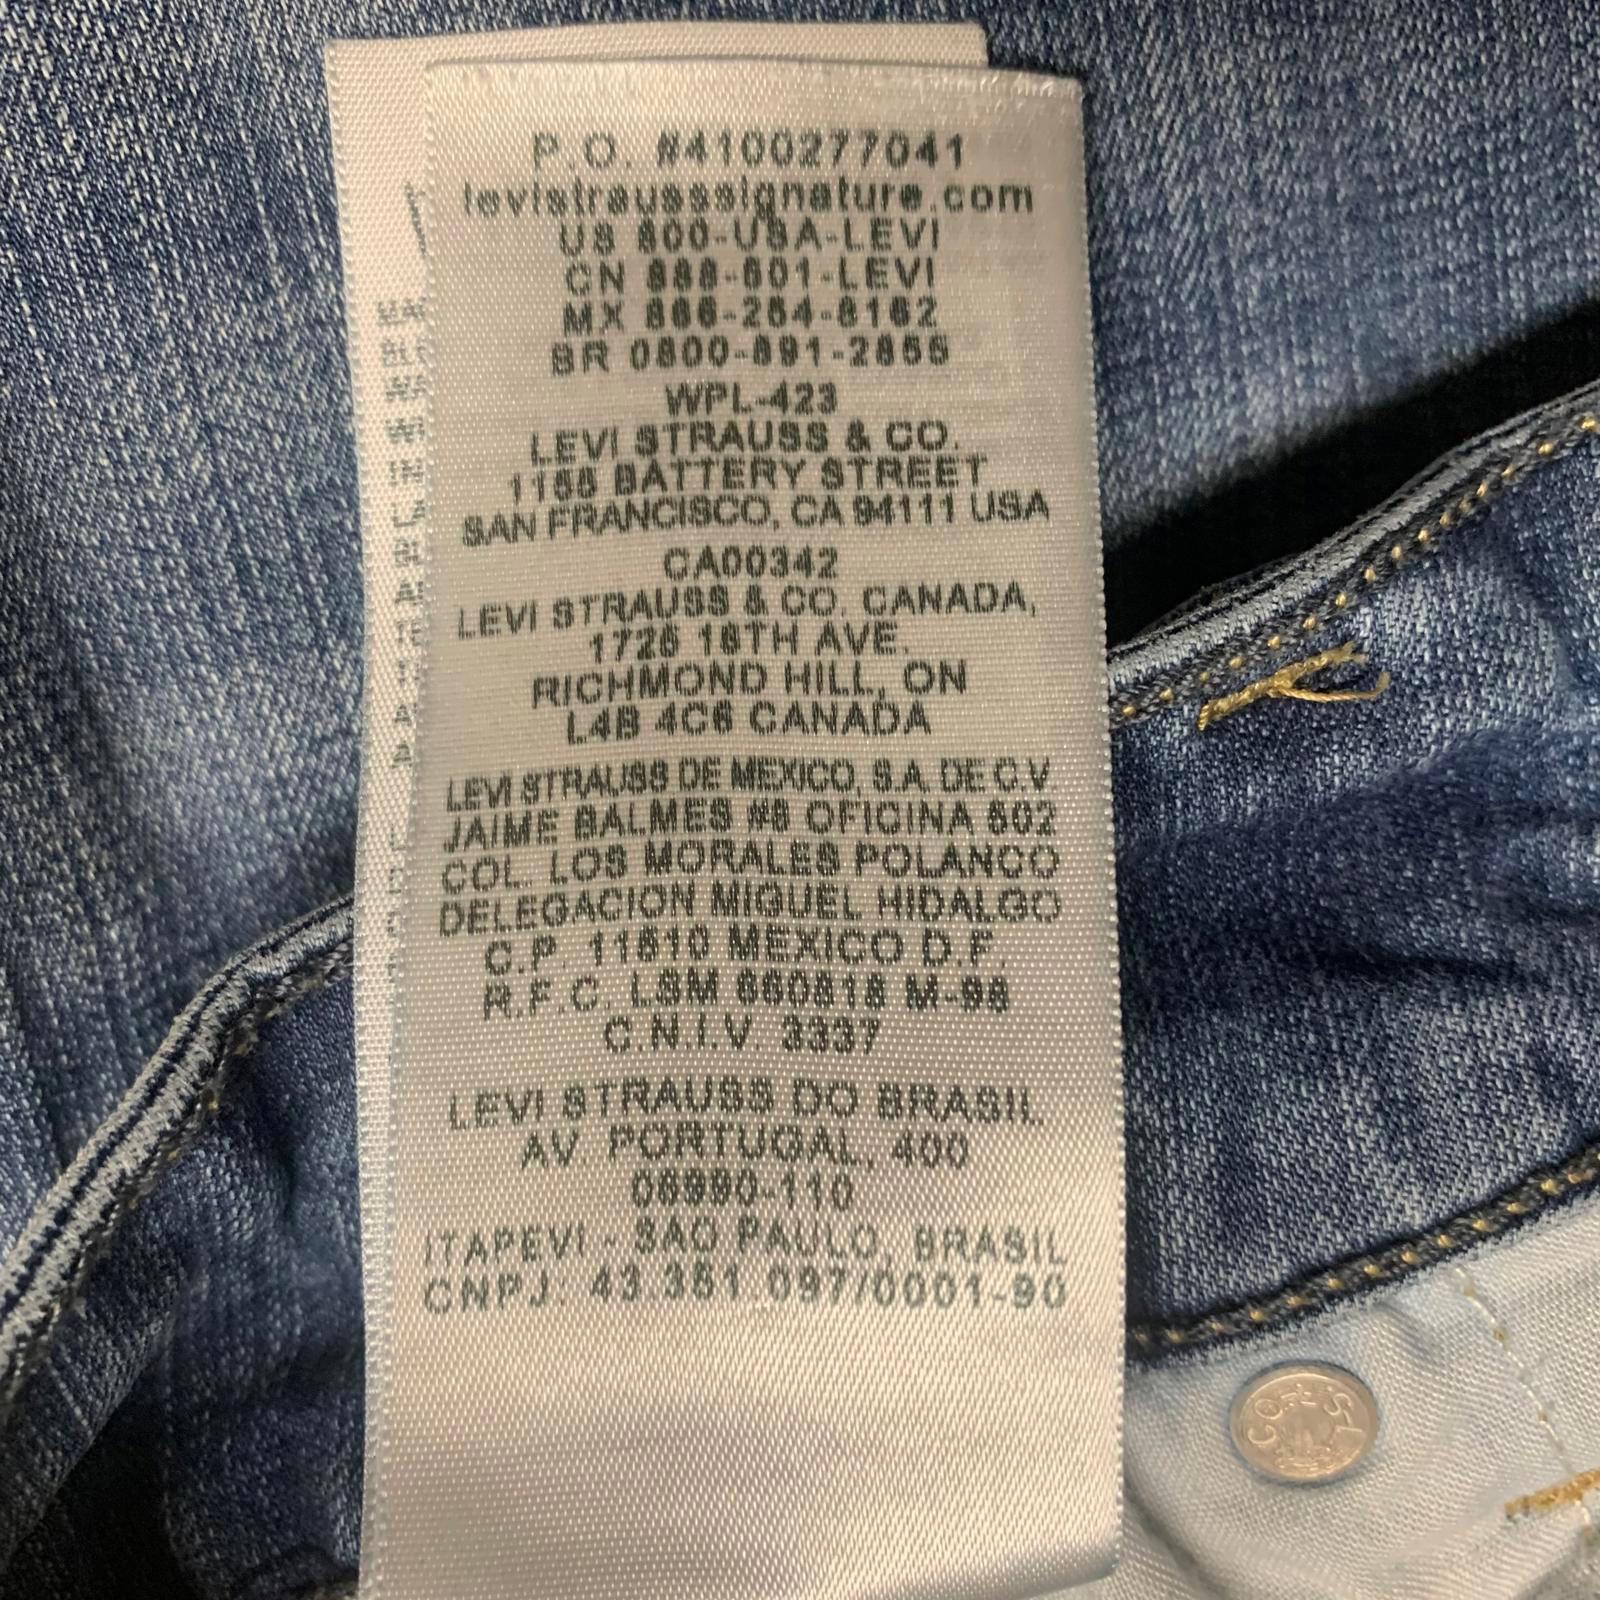 P.O. #4100277041
levistrausssignature.com
US 800-USA-LEVI
CN 888-501-LEVI
MX 866-264-8162
BR 0800-891-2855
WPL-423
LEVI STRAUSS & CO.
1155 BATTERY STREET
SAN FRANCISCO, CA 94111 USA
CA00342
LEVI STRAUSS & CO. CANADA,
1725 16TH AVE.
RICHMOND HILL, ON
L4B 4C6 CANADA
LEVI STRAUSS DE MEXICO, S.A. DE C.V.
JAIME BALMES #8 OFICINA 602
COL. LOS MORALES POLANCO
DELEGACION MIGUEL HIDALGO
C.P. 11510 MEXICO D.F.
R.F.C. LSM 650818 M-98
C.N.I.V. 3337
LEVI STRAUSS DO BRASIL
AV. PORTUGAL, 400
06690-110
ITAPEVI - SAO PAULO, BRASIL
CNPJ: 43.351.097/0001-90